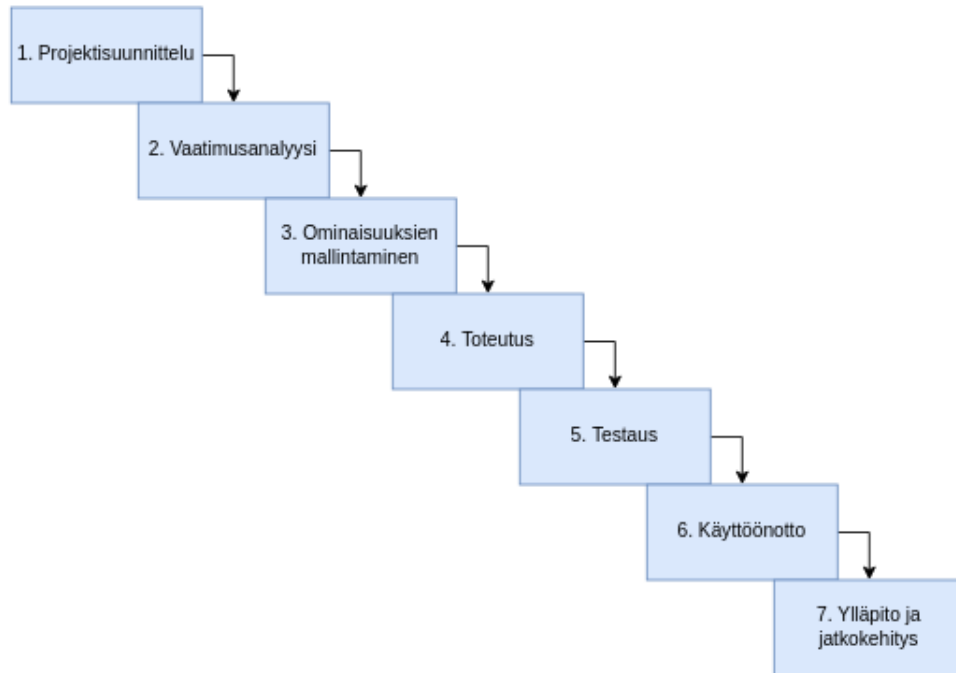 1. Projektisuunnittelu
2. Vaatimusanalyysi
3. Ominaisuuksien
mallintaminen
4. Toteutus
5. Testaus
6. Käyttöönotto
7. Ylläpito ja
jatkokehitys